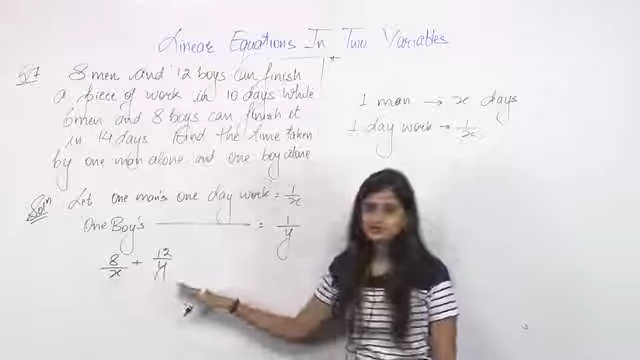 Linear Equations In Two Variables
Q.7 8 men and 12 boys can finish
a piece of work in 10 days while
6 men and 8 boys can finish it
in 14 days find the time taken
by one man alone and one boy alone
1 man → x days
1 day work → 1/x
Soln Let one man's one day work = 1/x
One Boy's ———— = 1/y
8/x + 12/y